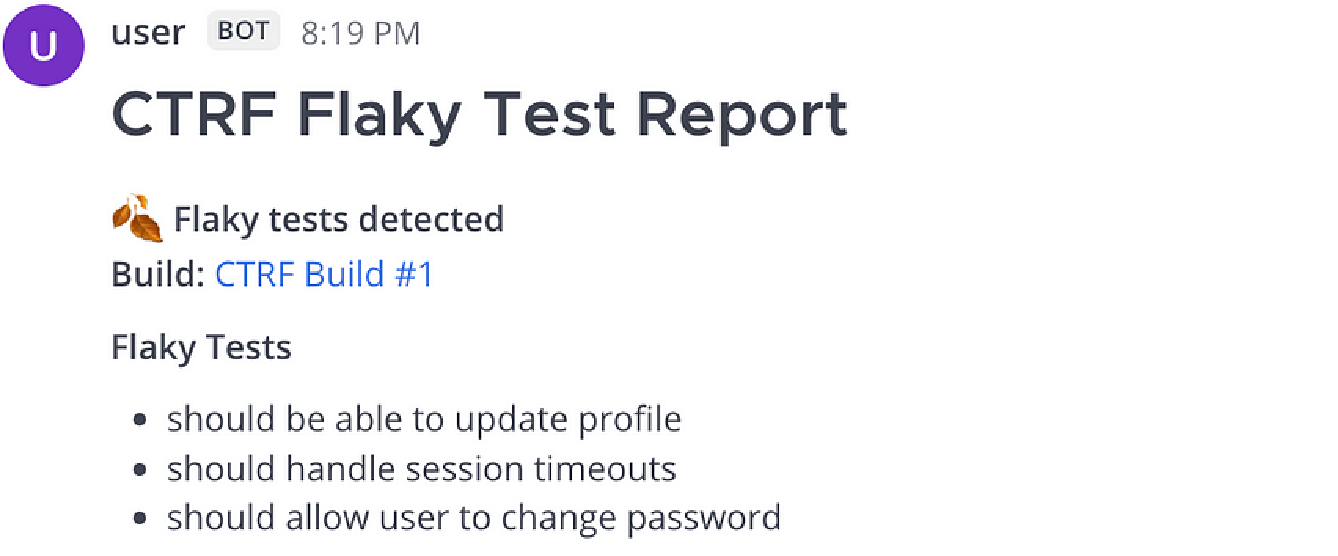 U
user BOT 8:19 PM
CTRF Flaky Test Report
🍂 Flaky tests detected
Build: CTRF Build #1
Flaky Tests
• should be able to update profile
• should handle session timeouts
• should allow user to change password